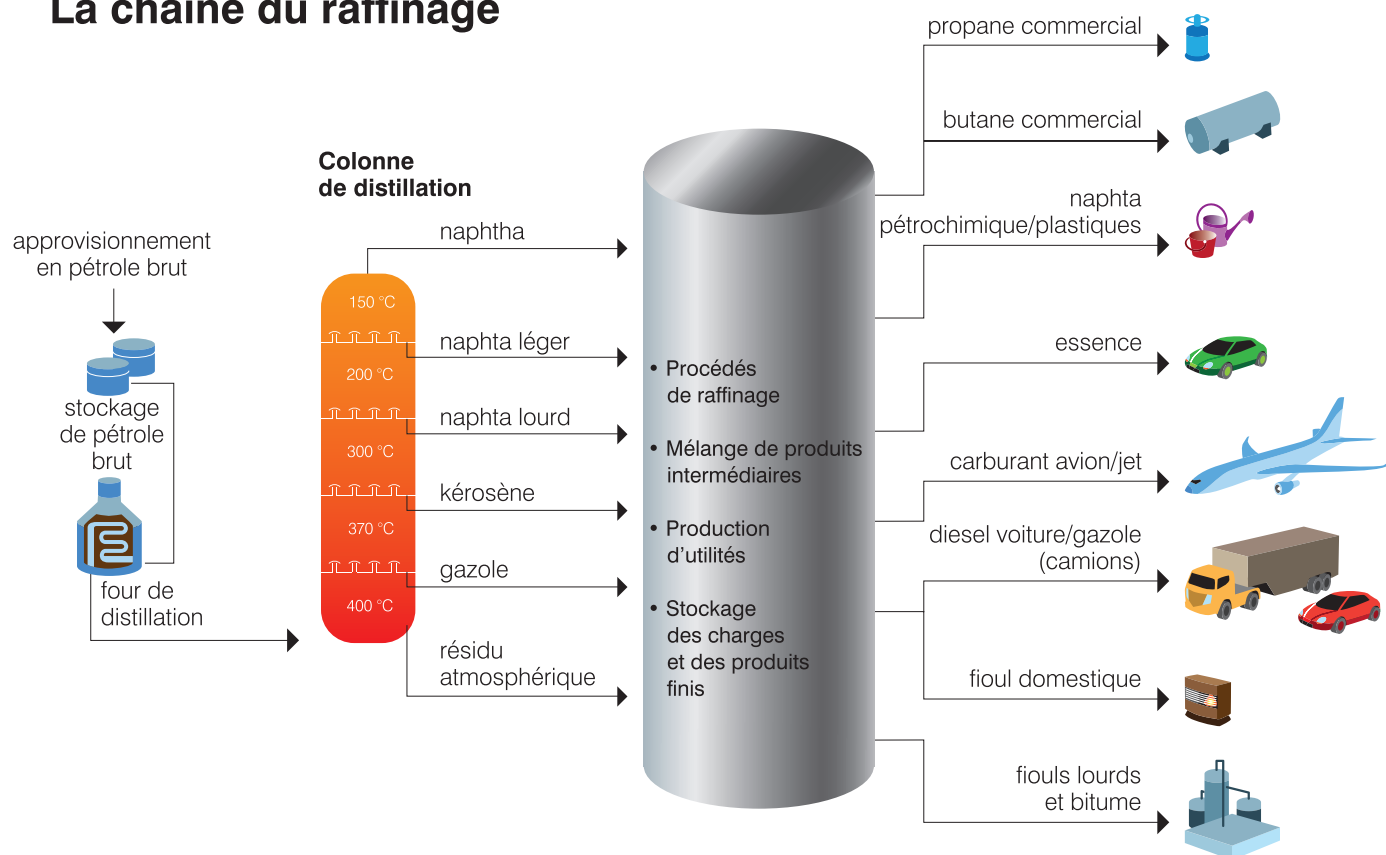 La chaîne du raffinage
approvisionnement
en pétrole brut
stockage
de pétrole
brut
four de
distillation
Colonne
de distillation
150 °C
200 °C
300 °C
370 °C
400 °C
naphtha
naphta léger
naphta lourd
kérosène
gazole
résidu
atmosphérique
• Procédés
de raffinage
• Mélange de produits
intermédiaires
• Production
d’utilités
• Stockage
des charges
et des produits
finis
propane commercial
butane commercial
naphta
pétrochimique/plastiques
essence
carburant avion/jet
diesel voiture/gazole
(camions)
fioul domestique
fiouls lourds
et bitume